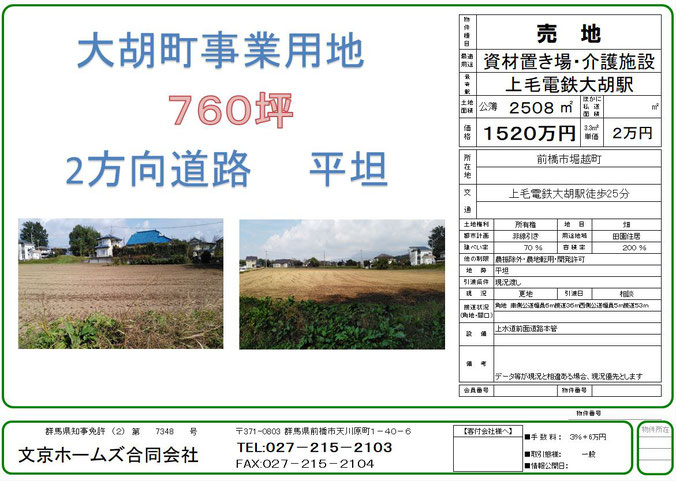 大胡町事業用地
760坪
2方向道路 平坦
物件種目 売 地
最適用途 資材置き場・介護施設
最寄駅 上毛電鉄大胡駅
土地面積 公簿 2508㎡ ほかに私道面積 ㎡
価格 1520万円 3.3㎡単価 2万円
所在地 前橋市堀越町
交通 上毛電鉄大胡駅徒歩25分
土地権利 所有権 地目 畑
都市計画 非線引き 用途地域 田園住居
建ぺい率 70% 容積率 200%
他の制限 農振除外・農地転用・開発許可
地勢 平坦
引渡条件 現況渡し
現況 更地 引渡日 相談
接道状況(角地・間口) 角地 南側公道幅員6m接道36m西側公道幅員5m接道53m
設備 上水道前面道路本管
備考 データ等が現況と相違ある場合、現況優先とします
会員番号 物件番号
物件番号
群馬県知事免許(2)第 7348 号
文京ホームズ合同会社
〒371-0803 群馬県前橋市天川原町1-40-6
TEL:027-215-2103
FAX:027-215-2104
【客付会社様へ】
■手数料: 3%+6万円
■取引態様: 一般
■情報公開日:
物件所在